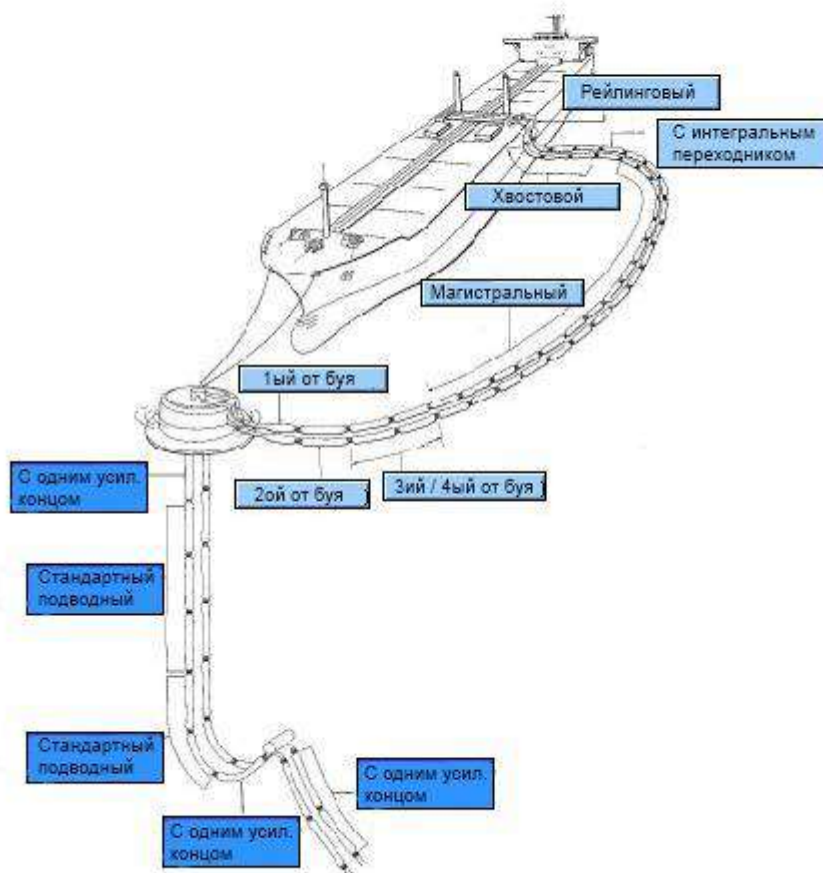 Рейлинговый
С интегральным
переходником
Хвостовой
Магистральный
1ый от буя
2ой от буя
3ий / 4ый от буя
С одним усил.
концом
Стандартный
подводный
Стандартный
подводный
С одним усил.
концом
С одним усил.
концом